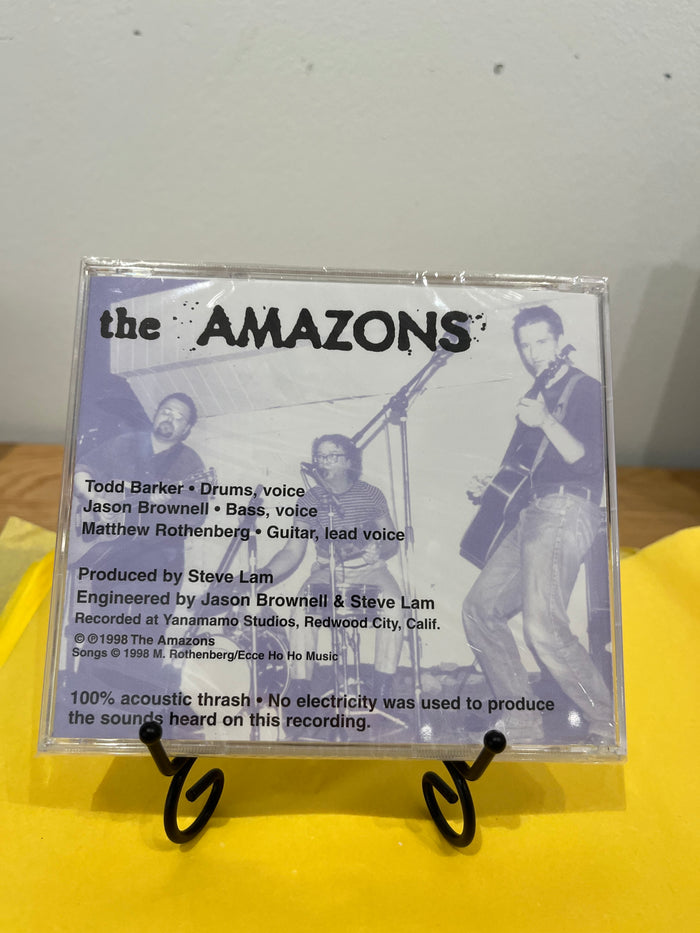 the AMAZONS
Todd Barker • Drums, voice
Jason Brownell • Bass, voice
Matthew Rothenberg • Guitar, lead voice
Produced by Steve Lam
Engineered by Jason Brownell & Steve Lam
Recorded at Yanamamo Studios, Redwood City, Calif.
© ℗1998 The Amazons
Songs © 1998 M. Rothenberg/Ecce Ho Ho Music
100% acoustic thrash • No electricity was used to produce
the sounds heard on this recording.